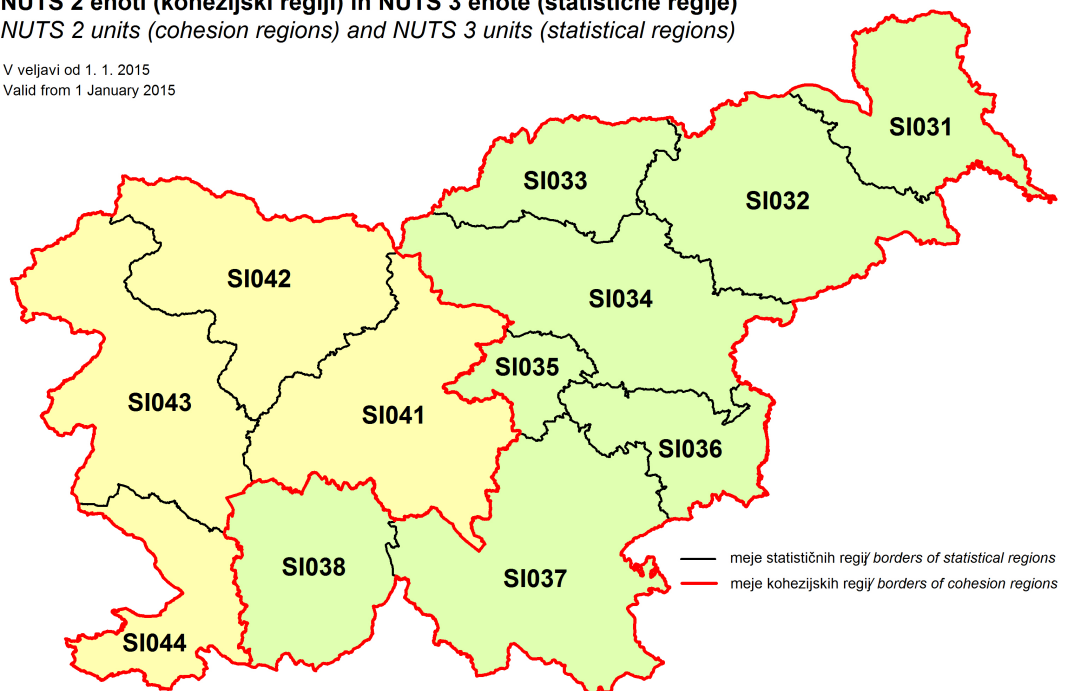 NUTS 2 enoti (kohezijski regiji) in NUTS 3 enote (statistične regije)
NUTS 2 units (cohesion regions) and NUTS 3 units (statistical regions)
V veljavi od 1. 1. 2015
Valid from 1 January 2015
SI031
SI033
SI032
SI042
SI034
SI035
SI043
SI041
SI036
SI038
SI037
SI044
meje statističnih regij/ borders of statistical regions
meje kohezijskih regij/ borders of cohesion regions